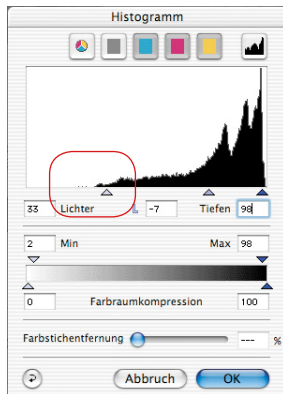 Histogramm
33 Lichter -7 Tiefen 98
2 Min Max 98
0 Farbraumkompression 100
Farbstichentfernung --- %
Abbruch OK